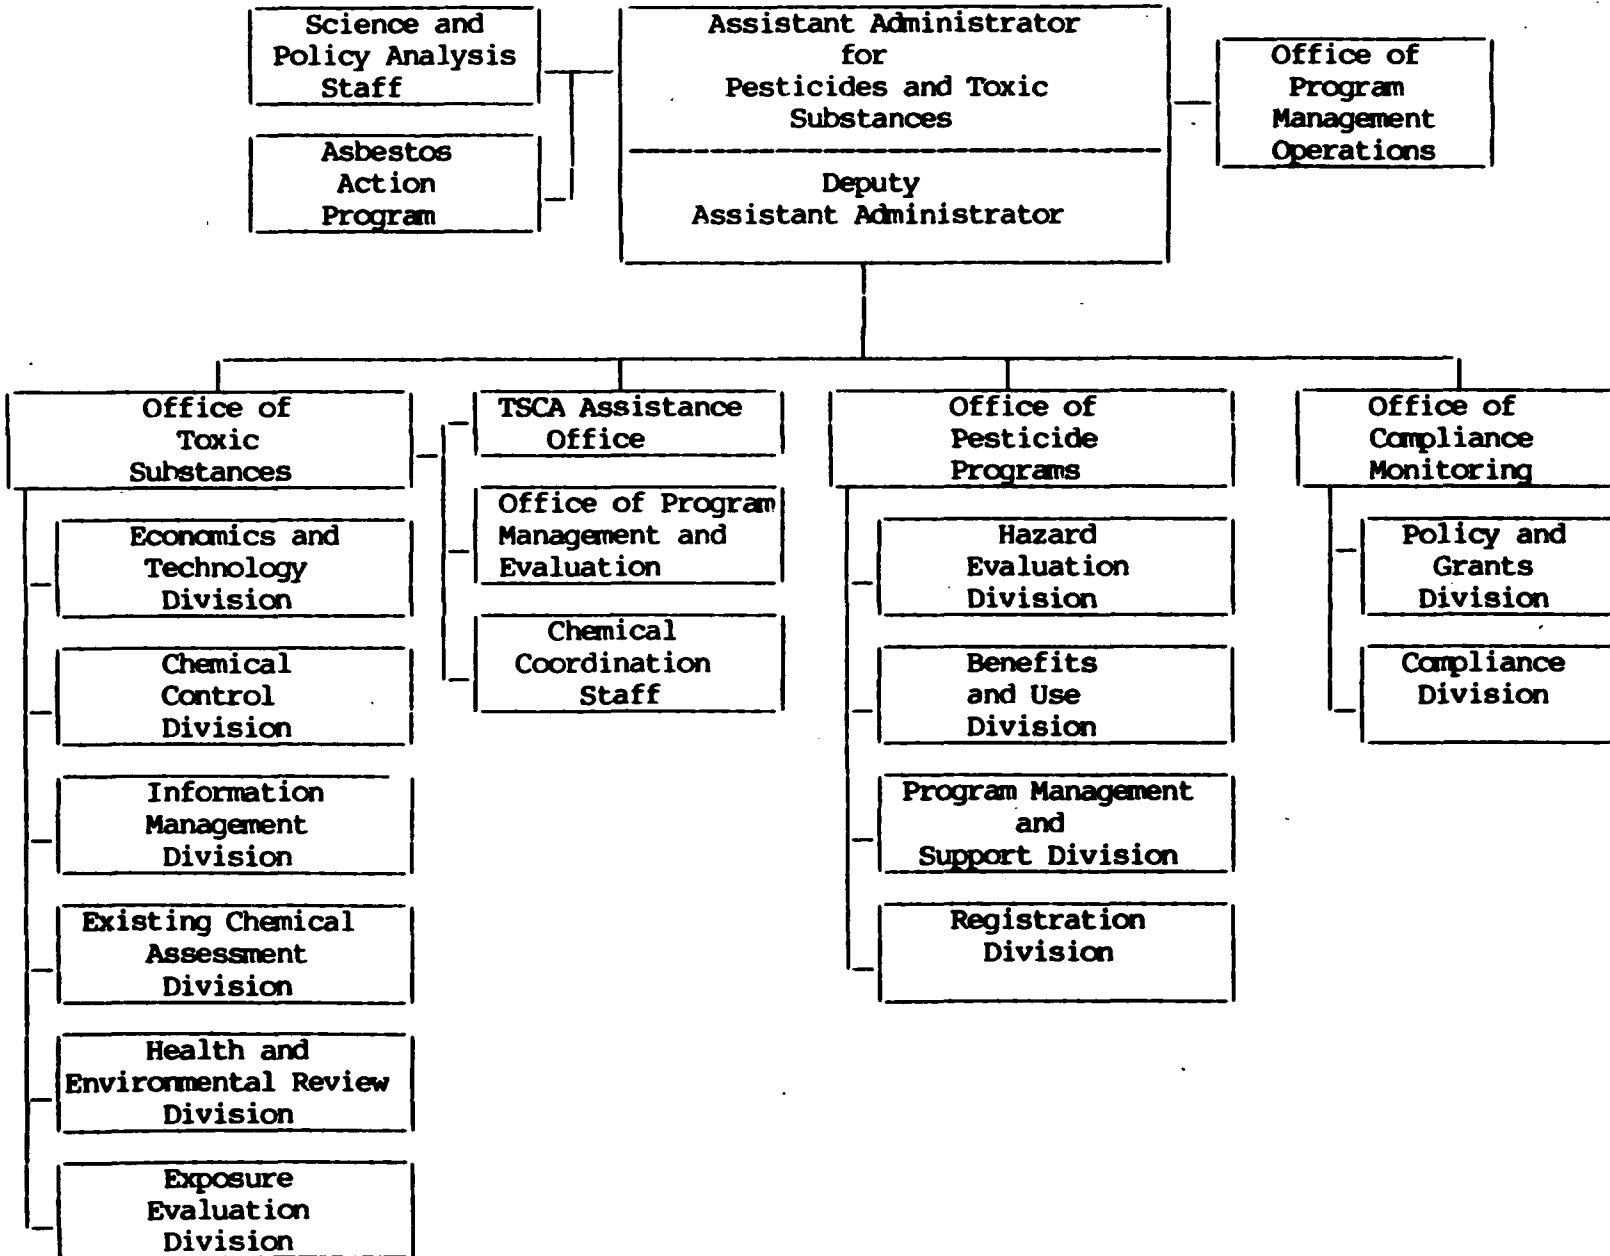 Science and
Policy Analysis
Staff
Asbestos
Action
Program
Assistant Administrator
for
Pesticides and Toxic
Substances
Deputy
Assistant Administrator
Office of
Program
Management
Operations
Office of
Toxic
Substances
Economics and
Technology
Division
Chemical
Control
Division
Information
Management
Division
Existing Chemical
Assessment
Division
Health and
Environmental Review
Division
Exposure
Evaluation
Division
TSCA Assistance
Office
Office of Program
Management and
Evaluation
Chemical
Coordination
Staff
Office of
Pesticide
Programs
Hazard
Evaluation
Division
Benefits
and Use
Division
Program Management
and
Support Division
Registration
Division
Office of
Compliance
Monitoring
Policy and
Grants
Division
Compliance
Division